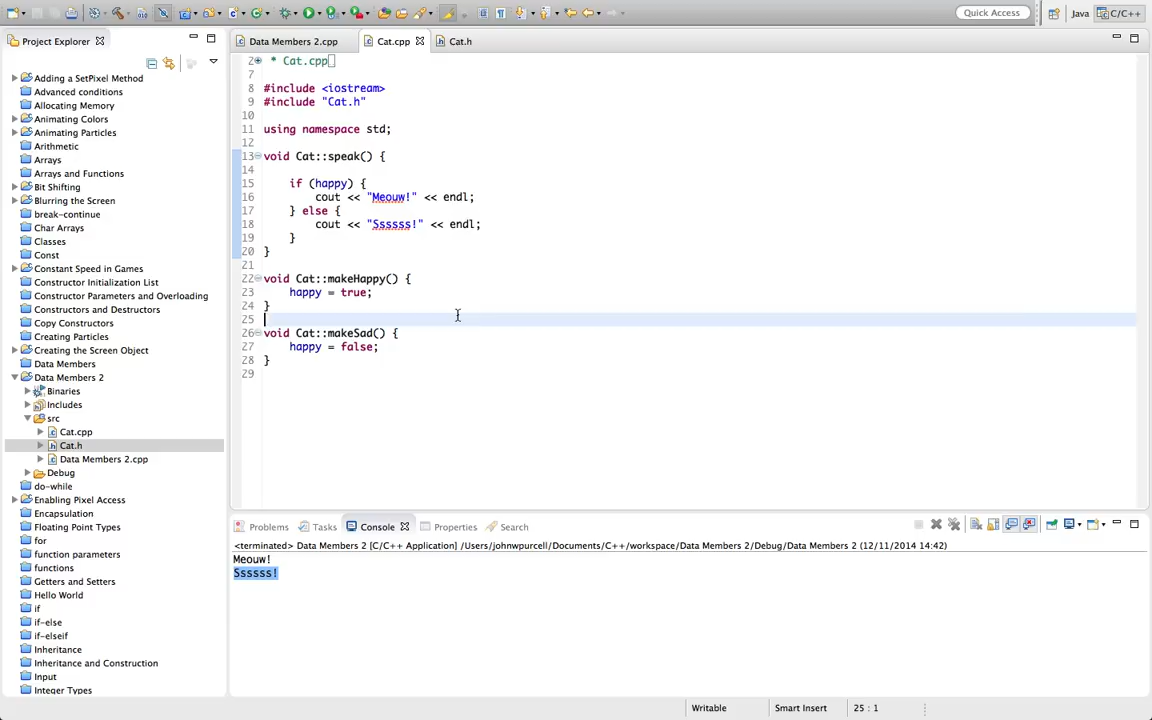 Quick Access
Java
C/C++
Project Explorer
Adding a SetPixel Method
Advanced conditions
Allocating Memory
Animating Colors
Animating Particles
Arithmetic
Arrays
Arrays and Functions
Bit Shifting
Blurring the Screen
break-continue
Char Arrays
Classes
Const
Constant Speed in Games
Constructor Initialization List
Constructor Parameters and Overloading
Constructors and Destructors
Copy Constructors
Creating Particles
Creating the Screen Object
Data Members
Data Members 2
Binaries
Includes
src
Cat.cpp
Cat.h
Data Members 2.cpp
Debug
do-while
Enabling Pixel Access
Encapsulation
Floating Point Types
for
function parameters
functions
Getters and Setters
Hello World
if
if-else
if-elseif
Inheritance
Inheritance and Construction
Input
Integer Types
Data Members 2.cpp
Cat.cpp
Cat.h
2 * Cat.cpp
7
8 #include <iostream>
9 #include "Cat.h"
10
11 using namespace std;
12
13 void Cat::speak() {
14
15 if (happy) {
16 cout << "Meouw!" << endl;
17 } else {
18 cout << "Ssssss!" << endl;
19 }
20 }
21
22 void Cat::makeHappy() {
23 happy = true;
24 }
25
26 void Cat::makeSad() {
27 happy = false;
28 }
29
Problems
Tasks
Console
Properties
Search
<terminated> Data Members 2 [C/C++ Application] /Users/johnwpurcell/Documents/C++/workspace/Data Members 2/Debug/Data Members 2 (12/11/2014 14:42)
Meouw!
Ssssss!
Writable
Smart Insert
25 : 1